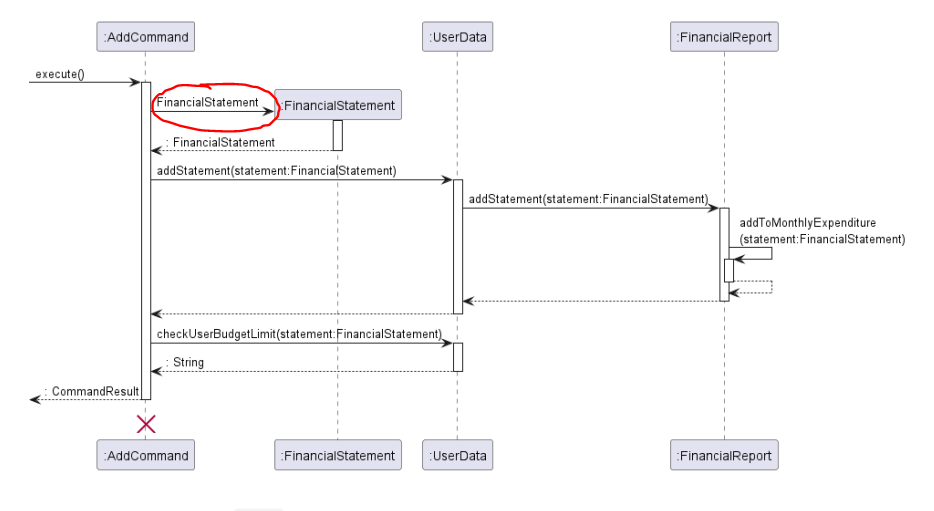 :AddCommand
:UserData
:FinancialReport
execute()
FinancialStatement
:FinancialStatement
: FinancialStatement
addStatement(statement:FinancialStatement)
addStatement(statement:FinancialStatement)
addToMonthlyExpenditure
(statement:FinancialStatement)
checkUserBudgetLimit(statement:FinancialStatement)
: String
: CommandResult
:AddCommand
:FinancialStatement
:UserData
:FinancialReport